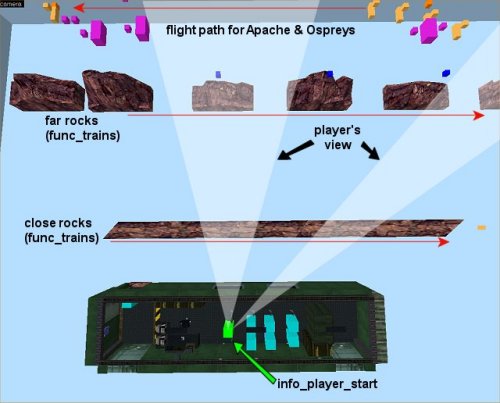 camera
flight path for Apache & Ospreys
far rocks
(func_trains)
player's
view
close rocks
(func_trains)
info_player_start